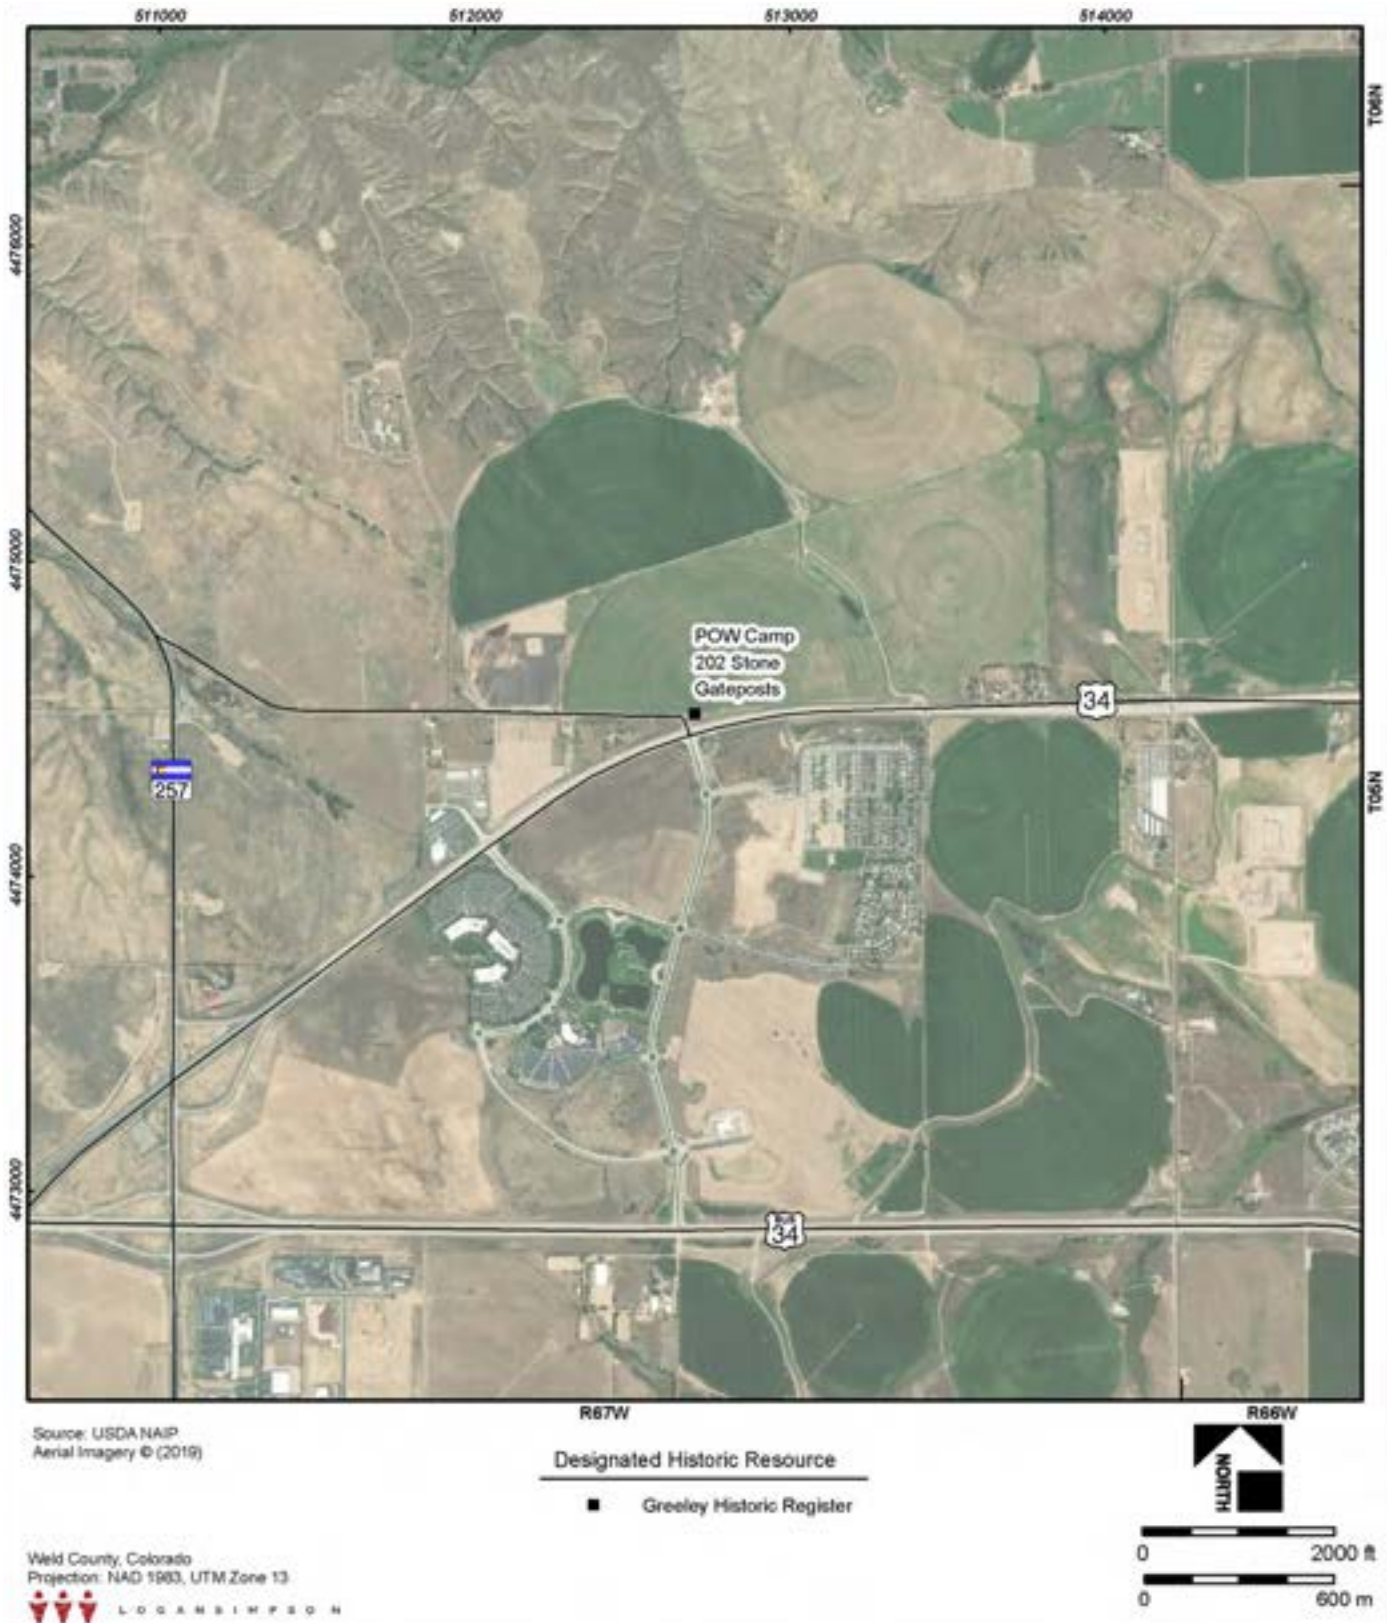 511000
512000
513000
514000
T06N
4476000
4475000
POW Camp
202 Stone
Gateposts
34
257
T05N
4474000
4473000
34
R67W
R66W
Source: USDA NAIP
Aerial Imagery © (2019)
Designated Historic Resource
Greeley Historic Register
NORTH
0 2000 ft
0 600 m
Weld County, Colorado
Projection: NAD 1983, UTM Zone 13
LOGANSIMPSON